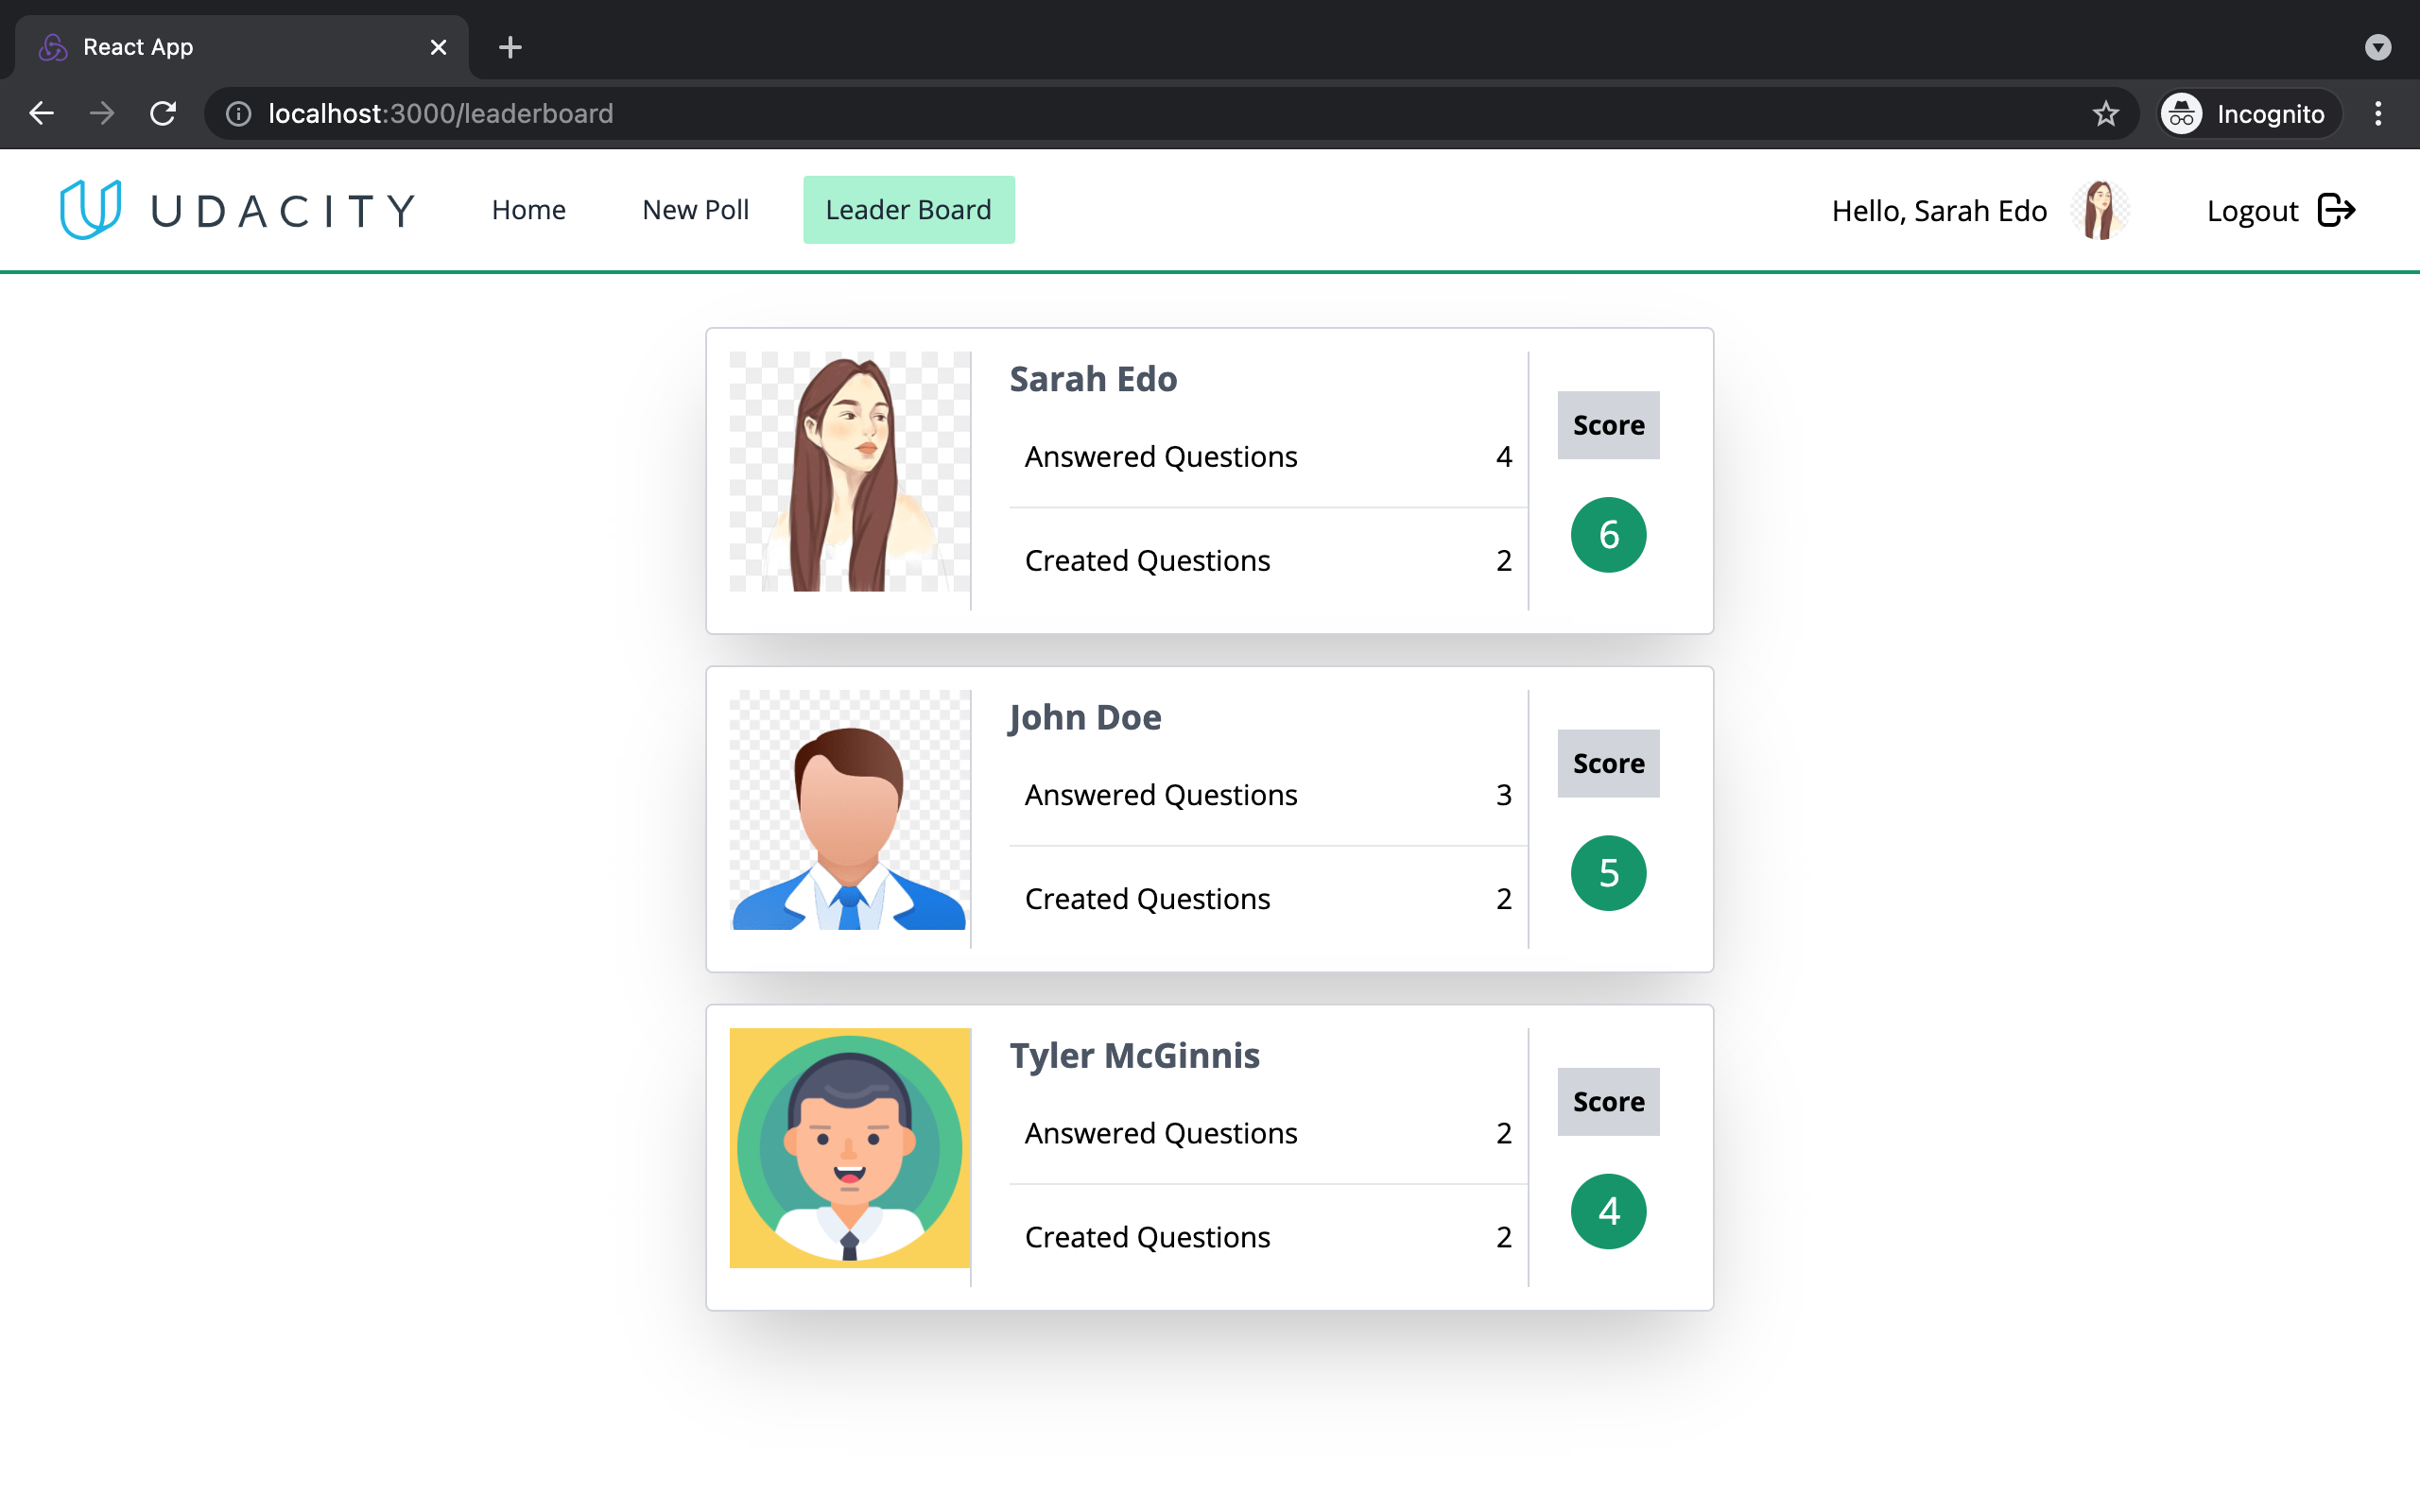 React App
localhost:3000/leaderboard
Incognito
UDACITY
Home
New Poll
Leader Board
Hello, Sarah Edo
Logout
Sarah Edo
Answered Questions 4
Created Questions 2
Score
6
John Doe
Answered Questions 3
Created Questions 2
Score
5
Tyler McGinnis
Answered Questions 2
Created Questions 2
Score
4